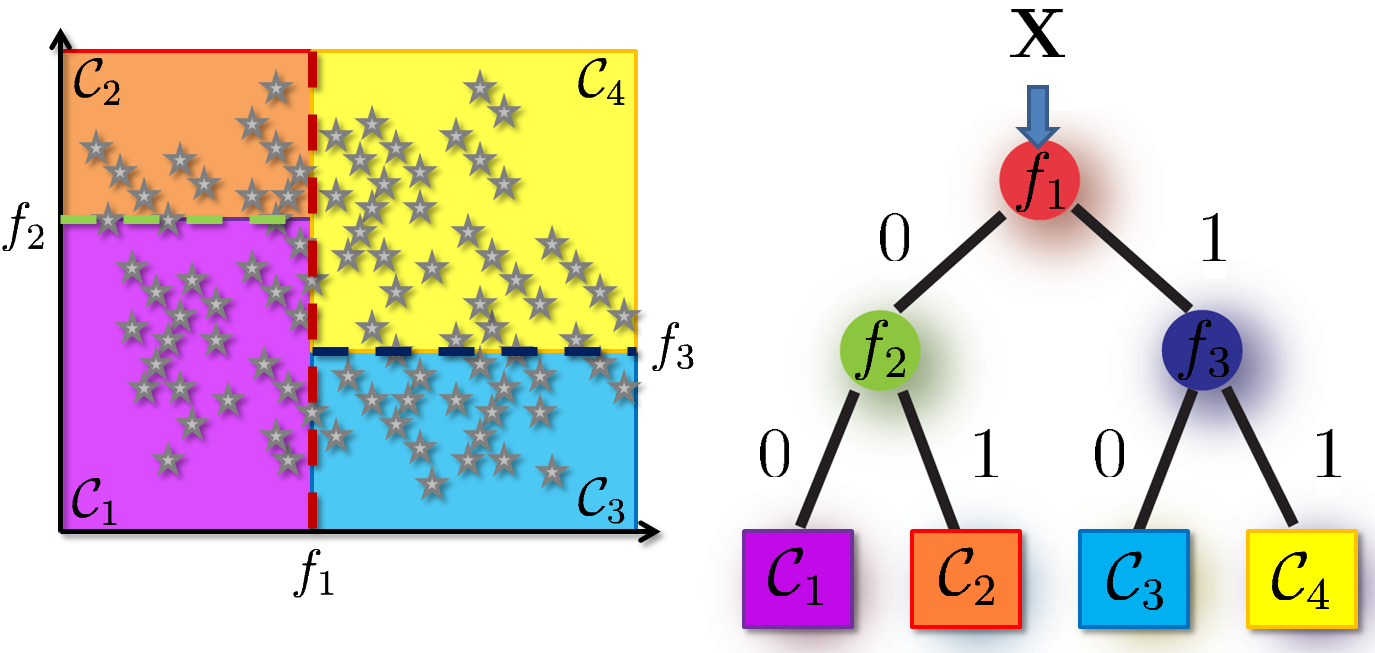 C₂
C₄
f₂
f₃
C₁
C₃
f₁
X
f₁
0
1
f₂
f₃
0
1
0
1
C₁
C₂
C₃
C₄